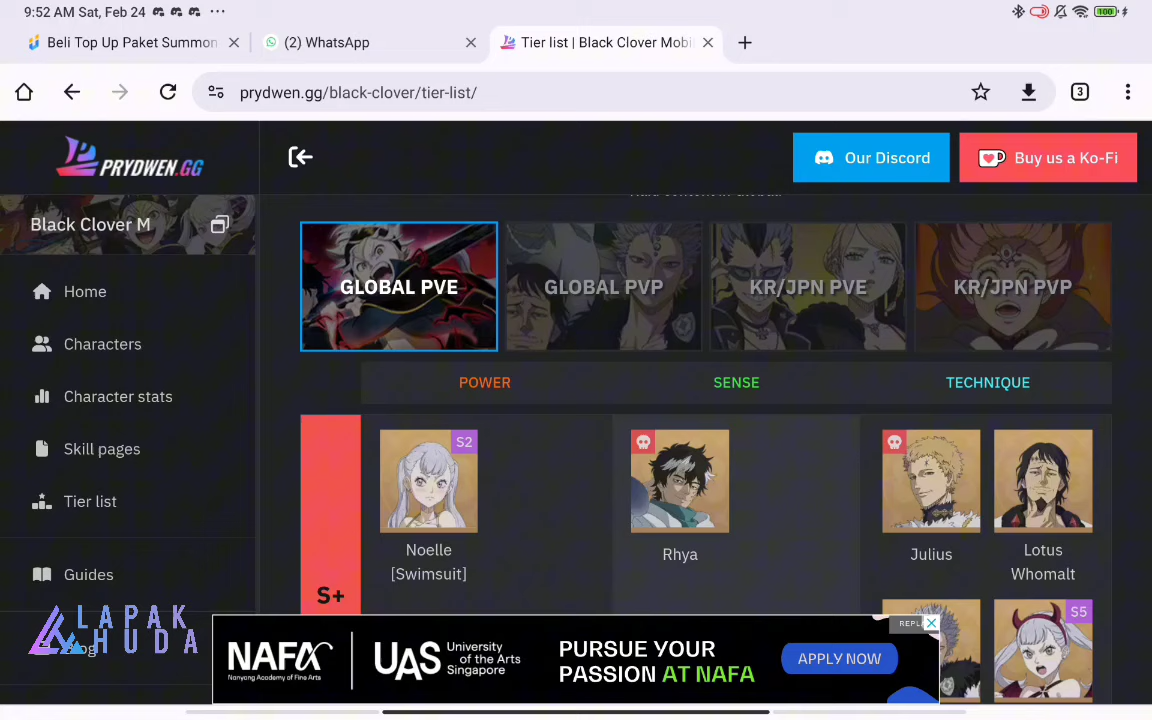 9:52 AM Sat, Feb 24
100
Beli Top Up Paket Summon
(2) WhatsApp
Tier list | Black Clover Mobi
prydwen.gg/black-clover/tier-list/
3
PRYDWEN.GG
Our Discord
Buy us a Ko-Fi
Black Clover M
GLOBAL PVE
GLOBAL PVP
KR/JPN PVE
KR/JPN PVP
Home
Characters
Character stats
Skill pages
Tier list
Guides
POWER
SENSE
TECHNIQUE
S+
S2
Noelle
[Swimsuit]
Rhya
Julius
Lotus
Whomalt
S5
LAPAK
HUDA
NAFA
Nanyang Academy of Fine Arts
UAS
University
of the Arts
Singapore
PURSUE YOUR
PASSION AT NAFA
APPLY NOW